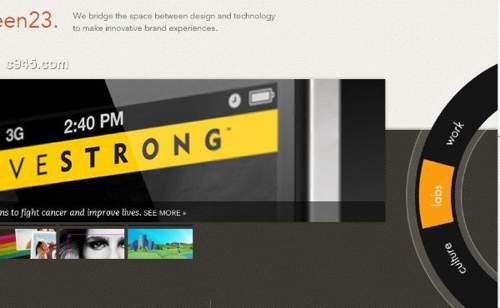 een23.
We bridge the space between design and technology
to make innovative brand experiences.
c945.com
3G 2:40 PM
VESTRONG™
ns to fight cancer and improve lives. SEE MORE »
work
labs
culture